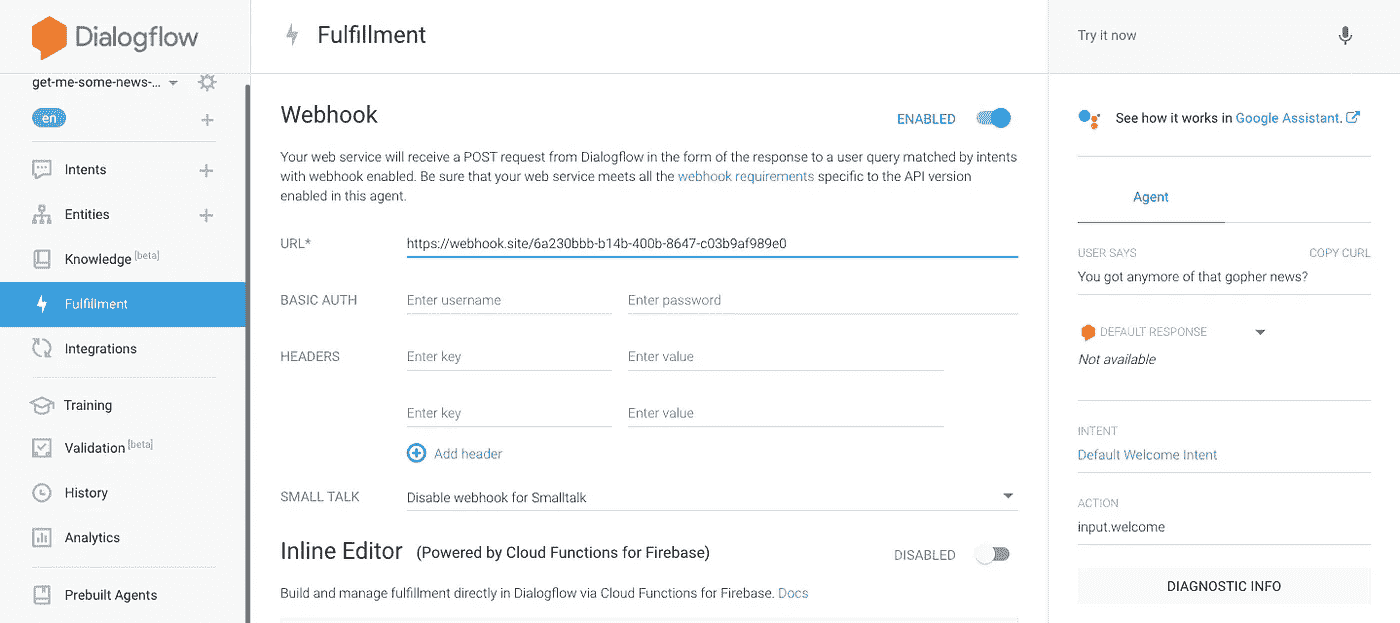 Dialogflow
get-me-some-news-...
en
Intents
Entities
Knowledge [beta]
Fulfillment
Integrations
Training
Validation [beta]
History
Analytics
Prebuilt Agents
Fulfillment
Webhook
ENABLED
Your web service will receive a POST request from Dialogflow in the form of the response to a user query matched by intents
with webhook enabled. Be sure that your web service meets all the webhook requirements specific to the API version
enabled in this agent.
URL* https://webhook.site/6a230bbb-b14b-400b-8647-c03b9af989e0
BASIC AUTH Enter username Enter password
HEADERS Enter key Enter value
Enter key Enter value
Add header
SMALL TALK Disable webhook for Smalltalk
Inline Editor (Powered by Cloud Functions for Firebase)
DISABLED
Build and manage fulfillment directly in Dialogflow via Cloud Functions for Firebase. Docs
Try it now
See how it works in Google Assistant.
Agent
USER SAYS COPY CURL
You got anymore of that gopher news?
DEFAULT RESPONSE
Not available
INTENT
Default Welcome Intent
ACTION
input.welcome
DIAGNOSTIC INFO